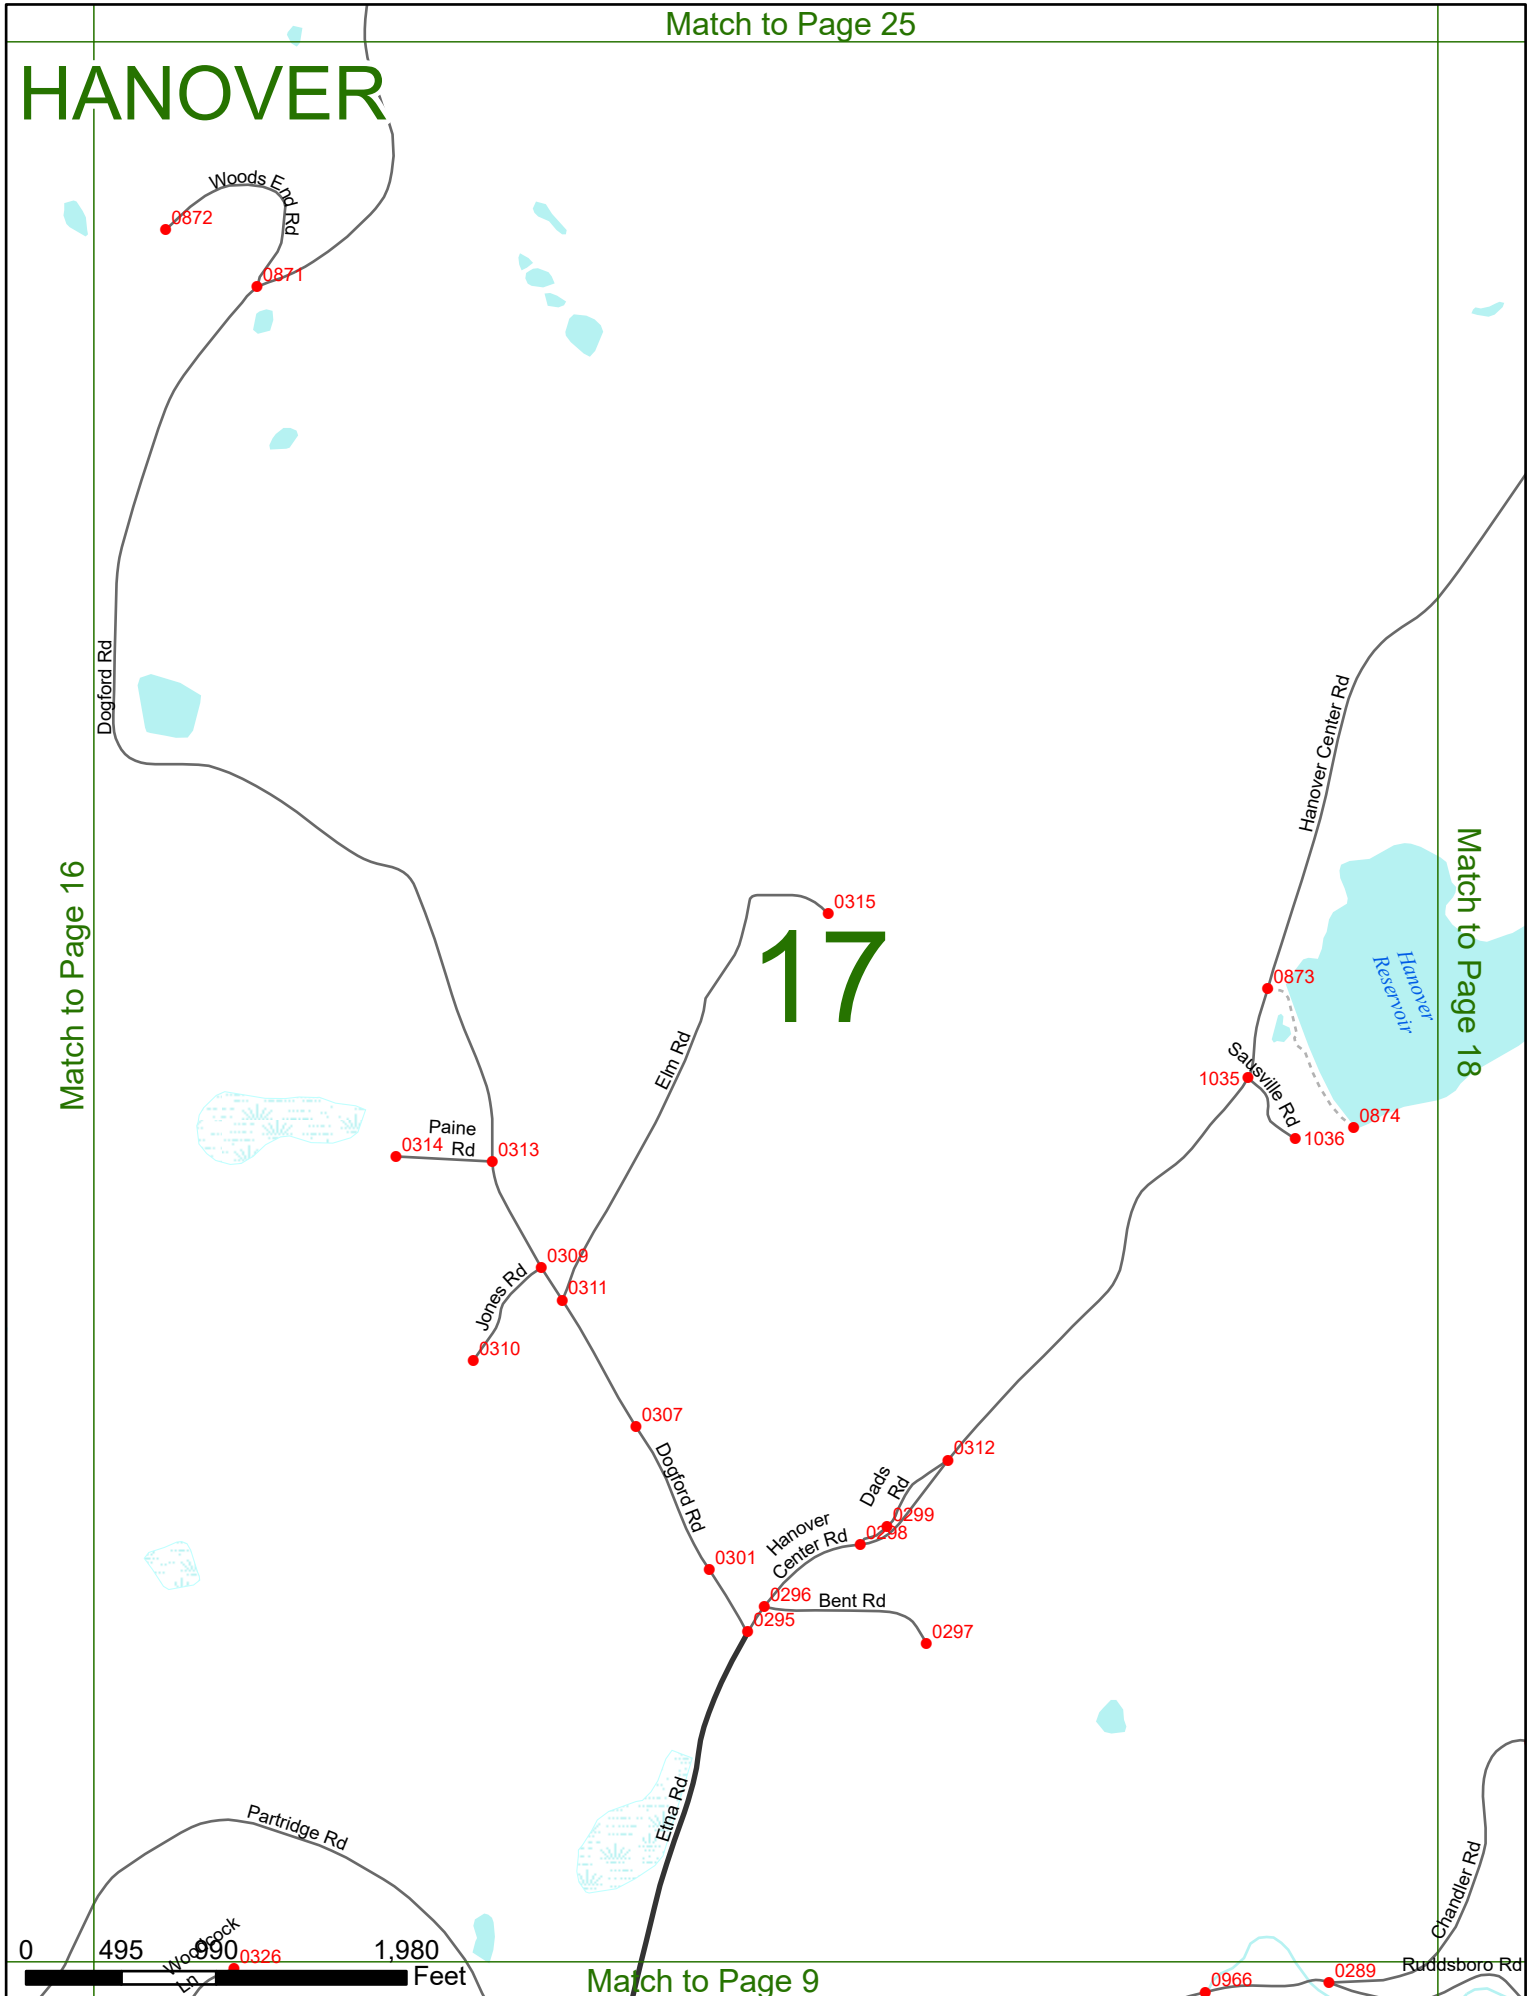 Match to Page 25
HANOVER
Woods End Rd
0872
0871
Dogford Rd
Hanover Center Rd
Match to Page 16
Match to Page 18
0315
17
Hanover
Reservoir
0873
Elm Rd
Sausville Rd
1035
1036
0874
Paine
Rd
0314
0313
0309
Jones Rd
0311
0310
0307
Dogford Rd
0312
Dads
Rd
0299
0298
Hanover
Center Rd
0301
0296
Bent Rd
0295
0297
Etna Rd
Partridge Rd
Chandler Rd
Woodcock
Ln
0326
0 495 990 1,980
Feet
Match to Page 9
0966
0289
Ruddsboro Rd